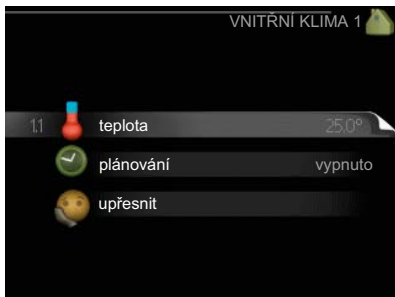 VNITŘNÍ KLIMA 1
1.1 teplota 25.0°
plánování vypnuto
upřesnit